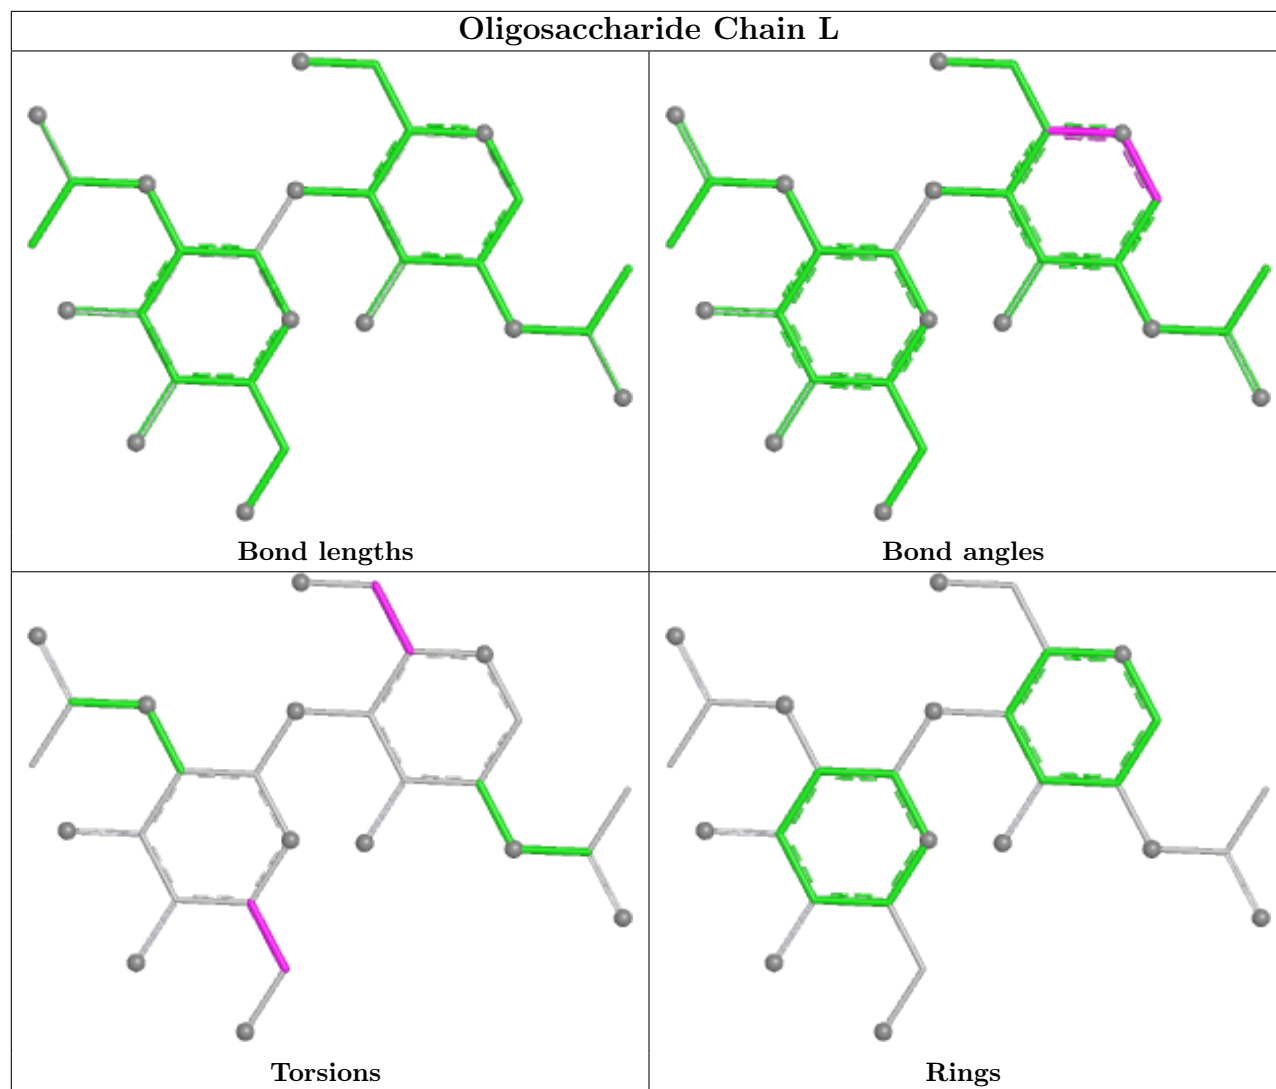 Oligosaccharide Chain L
Bond lengths
Bond angles
Torsions
Rings